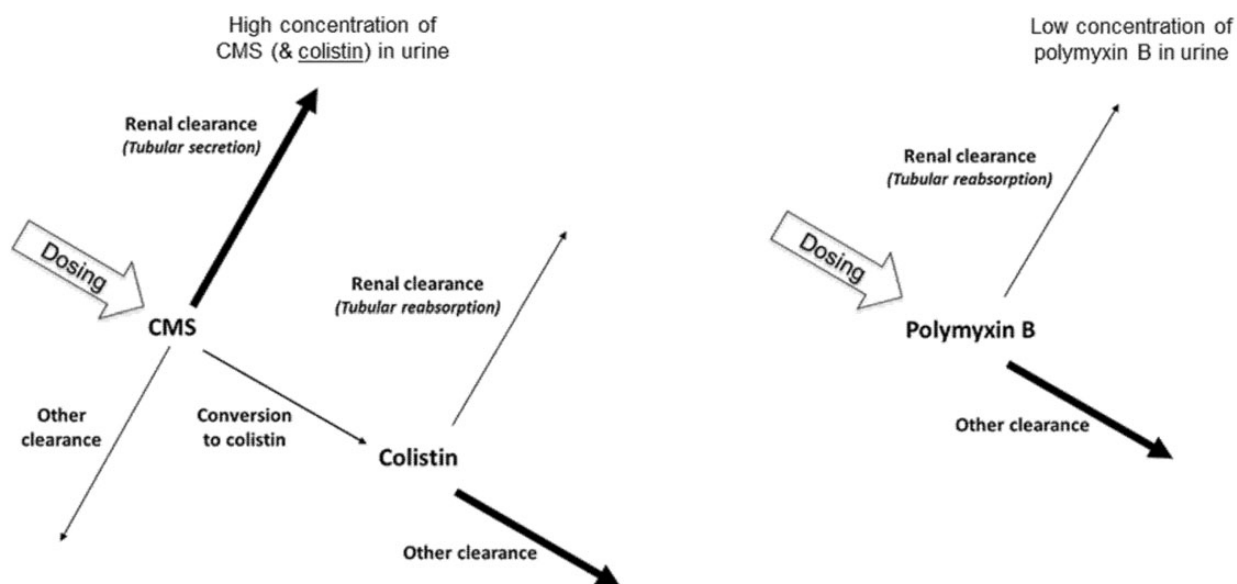 High concentration of
CMS (& colistin) in urine
Renal clearance
(Tubular secretion)
Dosing
CMS
Other
clearance
Conversion
to colistin
Renal clearance
(Tubular reabsorption)
Colistin
Other clearance
Low concentration of
polymyxin B in urine
Renal clearance
(Tubular reabsorption)
Dosing
Polymyxin B
Other clearance